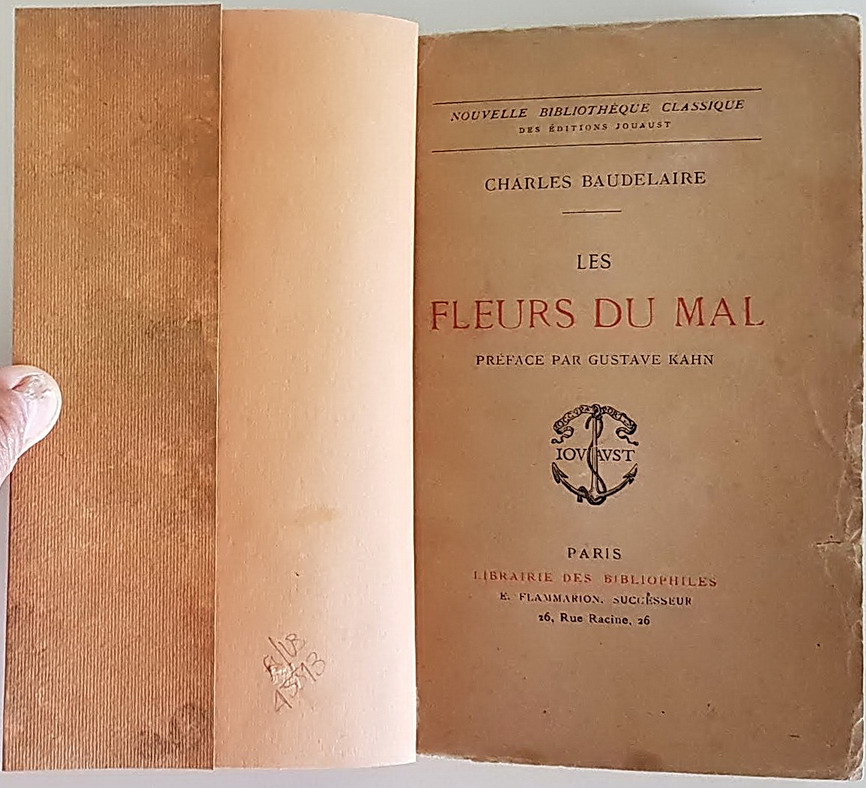 NOUVELLE BIBLIOTHÈQUE CLASSIQUE
DES ÉDITIONS JOUAUST
CHARLES BAUDELAIRE
LES
FLEURS DU MAL
PRÉFACE PAR GUSTAVE KAHN
IOVAVST
PARIS
LIBRAIRIE DES BIBLIOPHILES
E. FLAMMARION, SUCCESSEUR
26, Rue Racine, 26